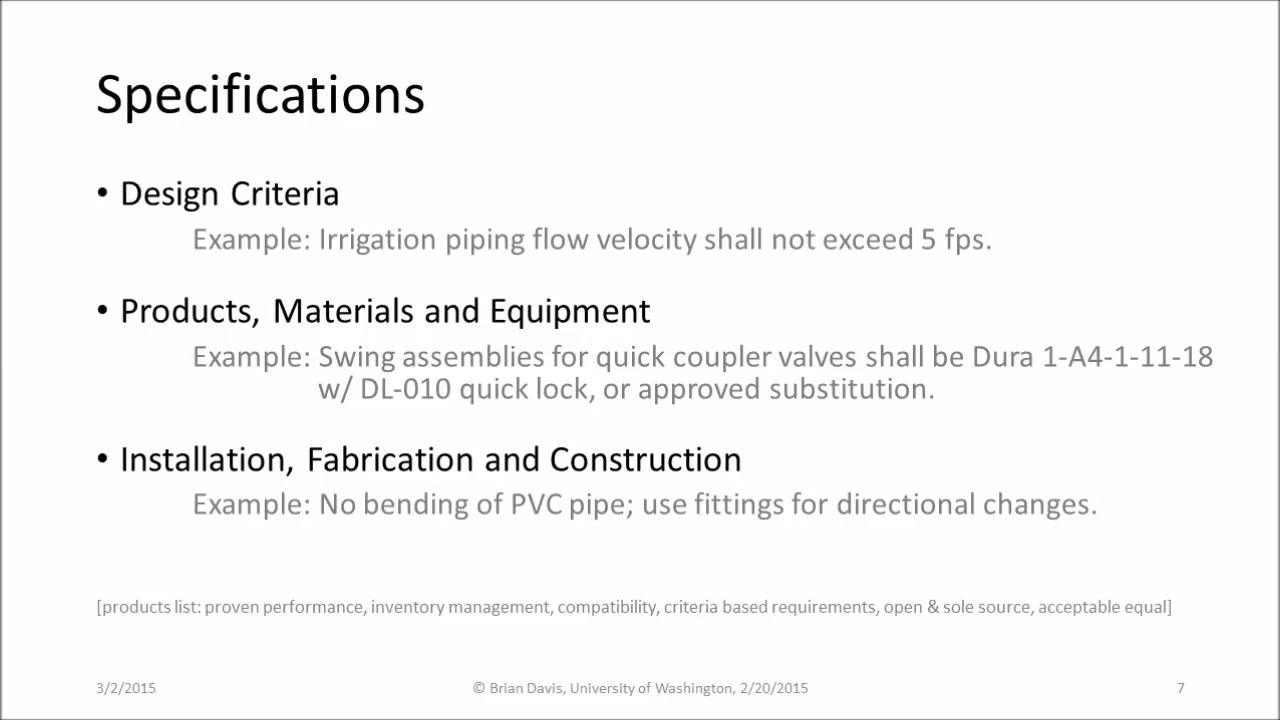 Specifications
• Design Criteria
Example: Irrigation piping flow velocity shall not exceed 5 fps.
• Products, Materials and Equipment
Example: Swing assemblies for quick coupler valves shall be Dura 1-A4-1-11-18
w/ DL-010 quick lock, or approved substitution.
• Installation, Fabrication and Construction
Example: No bending of PVC pipe; use fittings for directional changes.
[products list: proven performance, inventory management, compatibility, criteria based requirements, open & sole source, acceptable equal]
3/2/2015 © Brian Davis, University of Washington, 2/20/2015 7